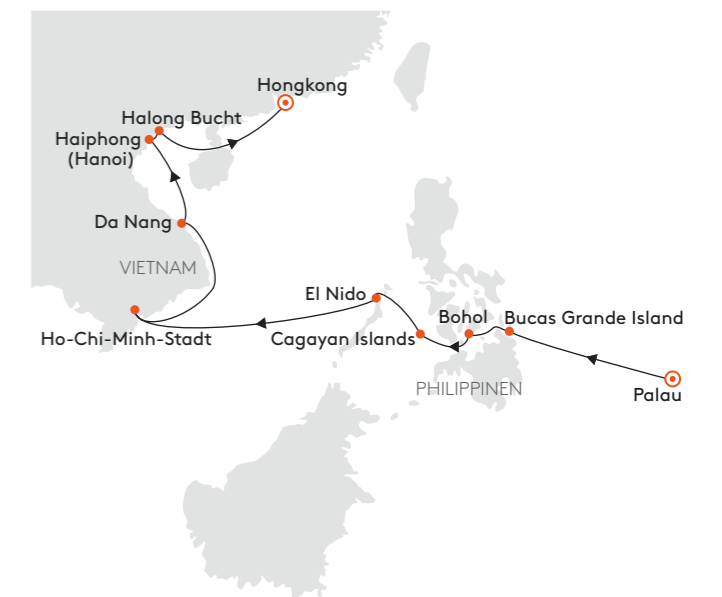 Hongkong
Halong Bucht
Haiphong
(Hanoi)
Da Nang
VIETNAM
El Nido
Bohol
Bucas Grande Island
Ho-Chi-Minh-Stadt
Cagayan Islands
PHILIPPINEN
Palau